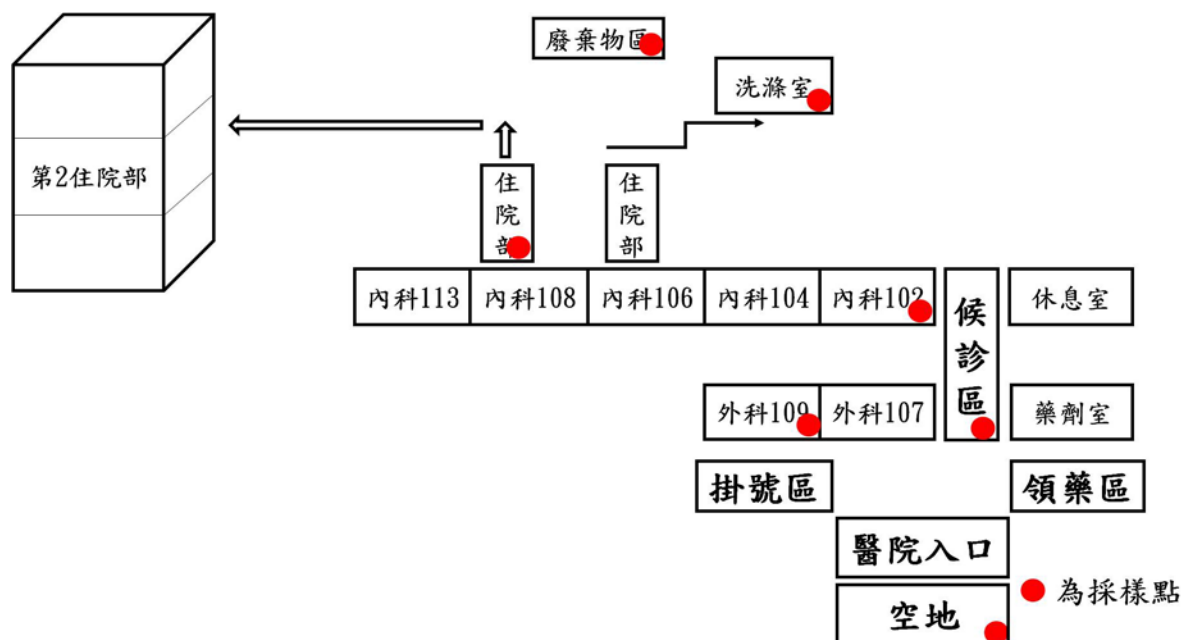 廢棄物區
洗滌室
第2住院部
住院部
住院部
內科113
內科108
內科106
內科104
內科102
候診區
休息室
外科109
外科107
藥劑室
掛號區
領藥區
醫院入口
空地
為採樣點